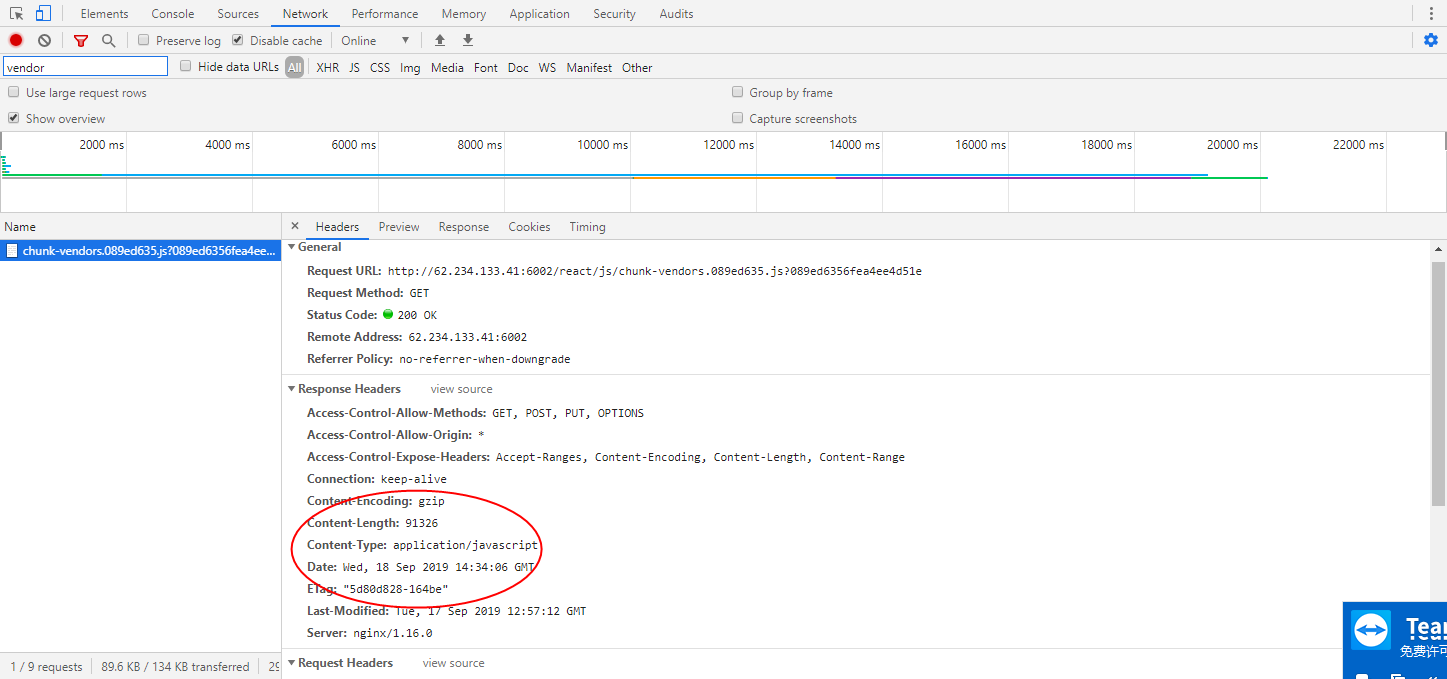 Elements Console Sources Network Performance Memory Application Security Audits
Preserve log Disable cache Online
vendor Hide data URLs All XHR JS CSS Img Media Font Doc WS Manifest Other
Use large request rows Group by frame
Show overview Capture screenshots
2000 ms 4000 ms 6000 ms 8000 ms 10000 ms 12000 ms 14000 ms 16000 ms 18000 ms 20000 ms 22000 ms
Name × Headers Preview Response Cookies Timing
chunk-vendors.089ed635.js?089ed6356fea4ee...
General
Request URL: http://62.234.133.41:6002/react/js/chunk-vendors.089ed635.js?089ed6356fea4ee4d51e
Request Method: GET
Status Code: 200 OK
Remote Address: 62.234.133.41:6002
Referrer Policy: no-referrer-when-downgrade
Response Headers view source
Access-Control-Allow-Methods: GET, POST, PUT, OPTIONS
Access-Control-Allow-Origin: *
Access-Control-Expose-Headers: Accept-Ranges, Content-Encoding, Content-Length, Content-Range
Connection: keep-alive
Content-Encoding: gzip
Content-Length: 91326
Content-Type: application/javascript
Date: Wed, 18 Sep 2019 14:34:06 GMT
ETag: "5d80d828-164be"
Last-Modified: Tue, 17 Sep 2019 12:57:12 GMT
Server: nginx/1.16.0
Request Headers view source
1 / 9 requests 89.6 KB / 134 KB transferred 29
Tear
免费许可